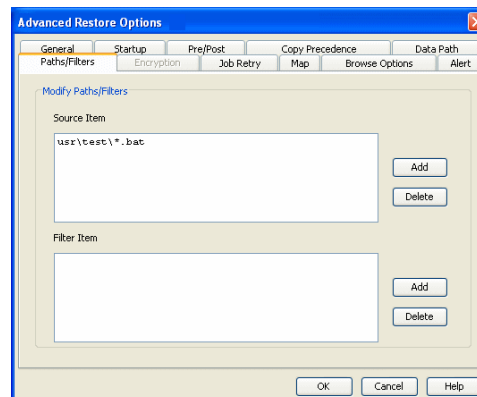 Advanced Restore Options
General Startup Pre/Post Copy Precedence Data Path
Paths/Filters Encryption Job Retry Map Browse Options Alert
Modify Paths/Filters
Source Item
usr\test\*.bat
Add
Delete
Filter Item
Add
Delete
OK Cancel Help